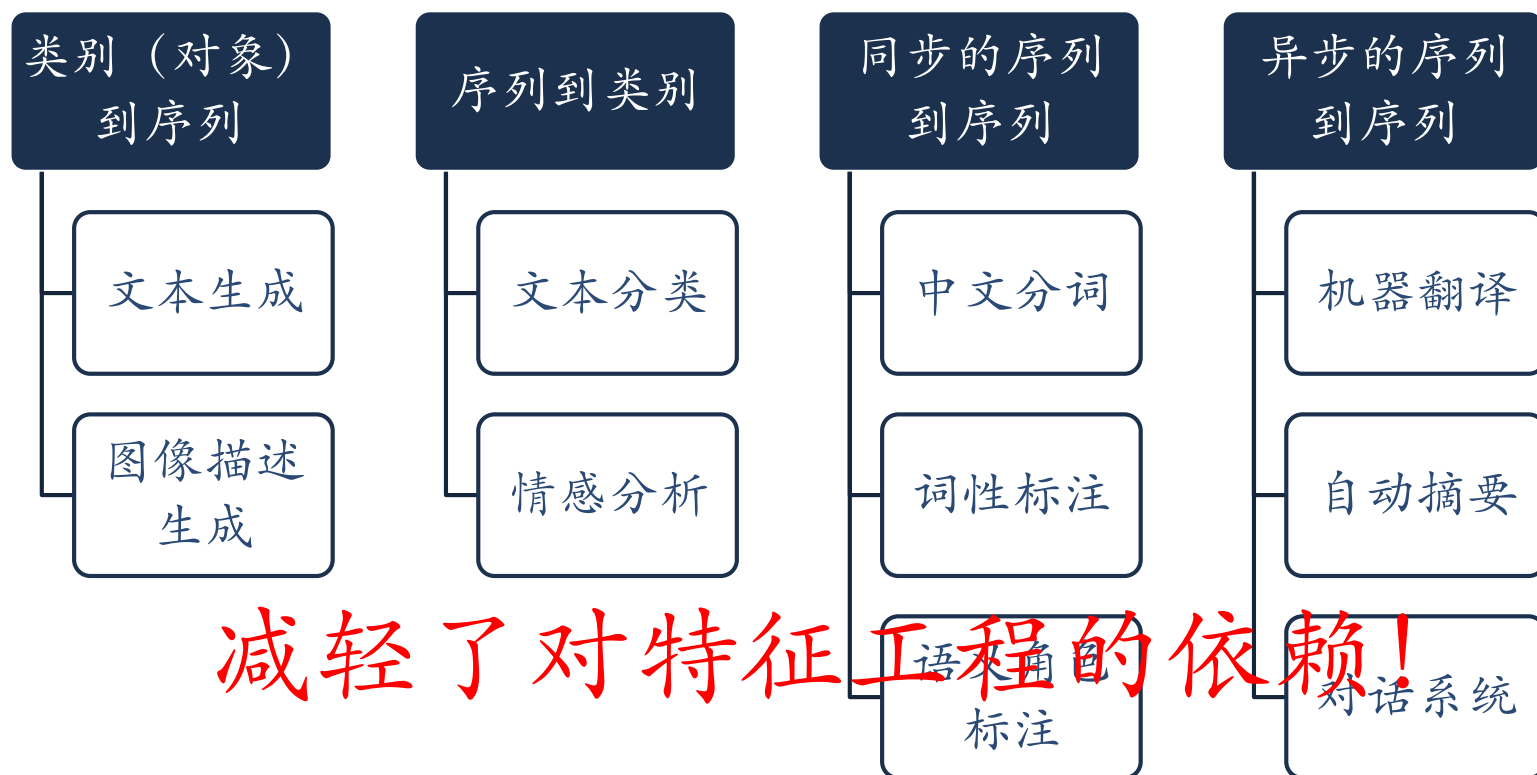 类别（对象）
到序列
文本生成
图像描述
生成
序列到类别
文本分类
情感分析
同步的序列
到序列
中文分词
词性标注
语义角色
标注
异步的序列
到序列
机器翻译
自动摘要
对话系统
减轻了对特征工程的依赖！